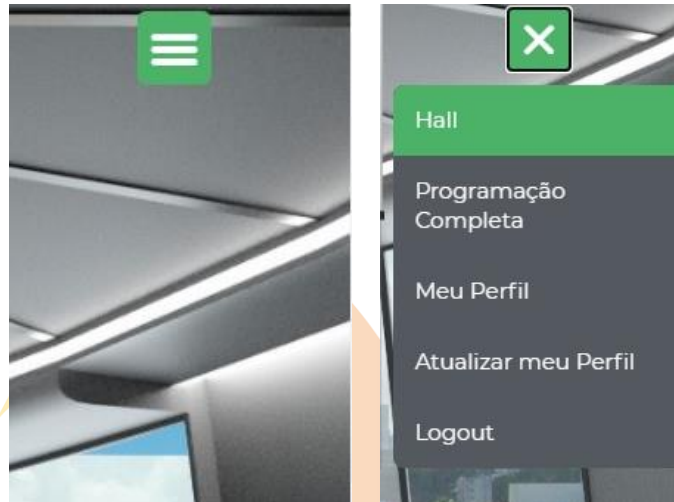 Hall
Programação
Completa
Meu Perfil
Atualizar meu Perfil
Logout